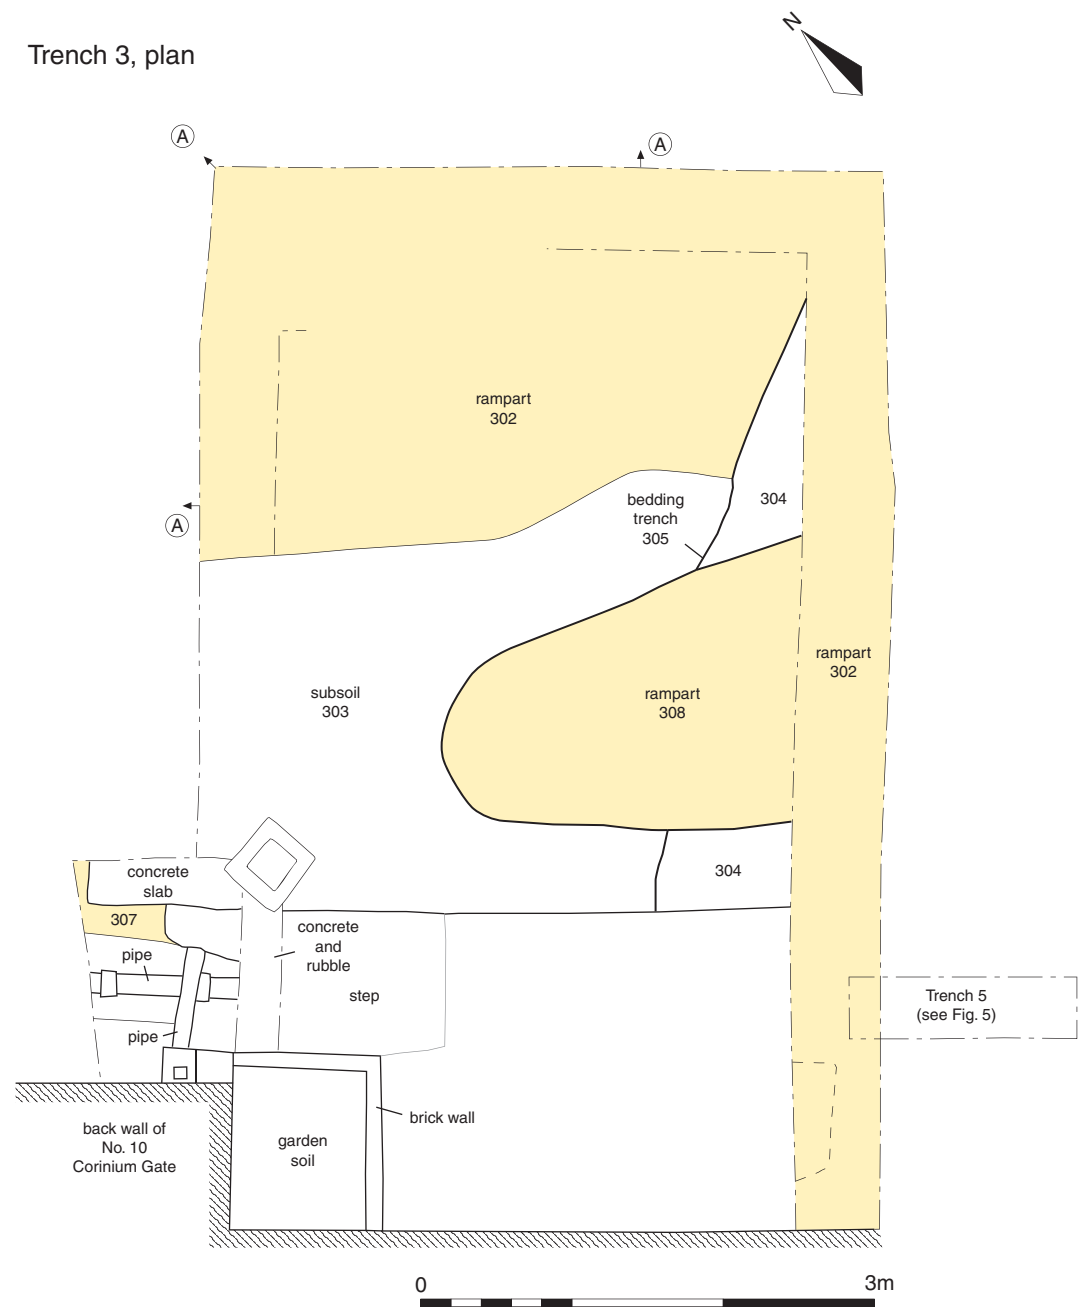 N
Trench 3, plan
A
A
rampart
302
bedding
trench
305
304
A
rampart
302
subsoil
303
rampart
308
concrete
slab
304
307
concrete
and
rubble
pipe
step
Trench 5
(see Fig. 5)
pipe
brick wall
back wall of
No. 10
Corinium Gate
garden
soil
0
3m